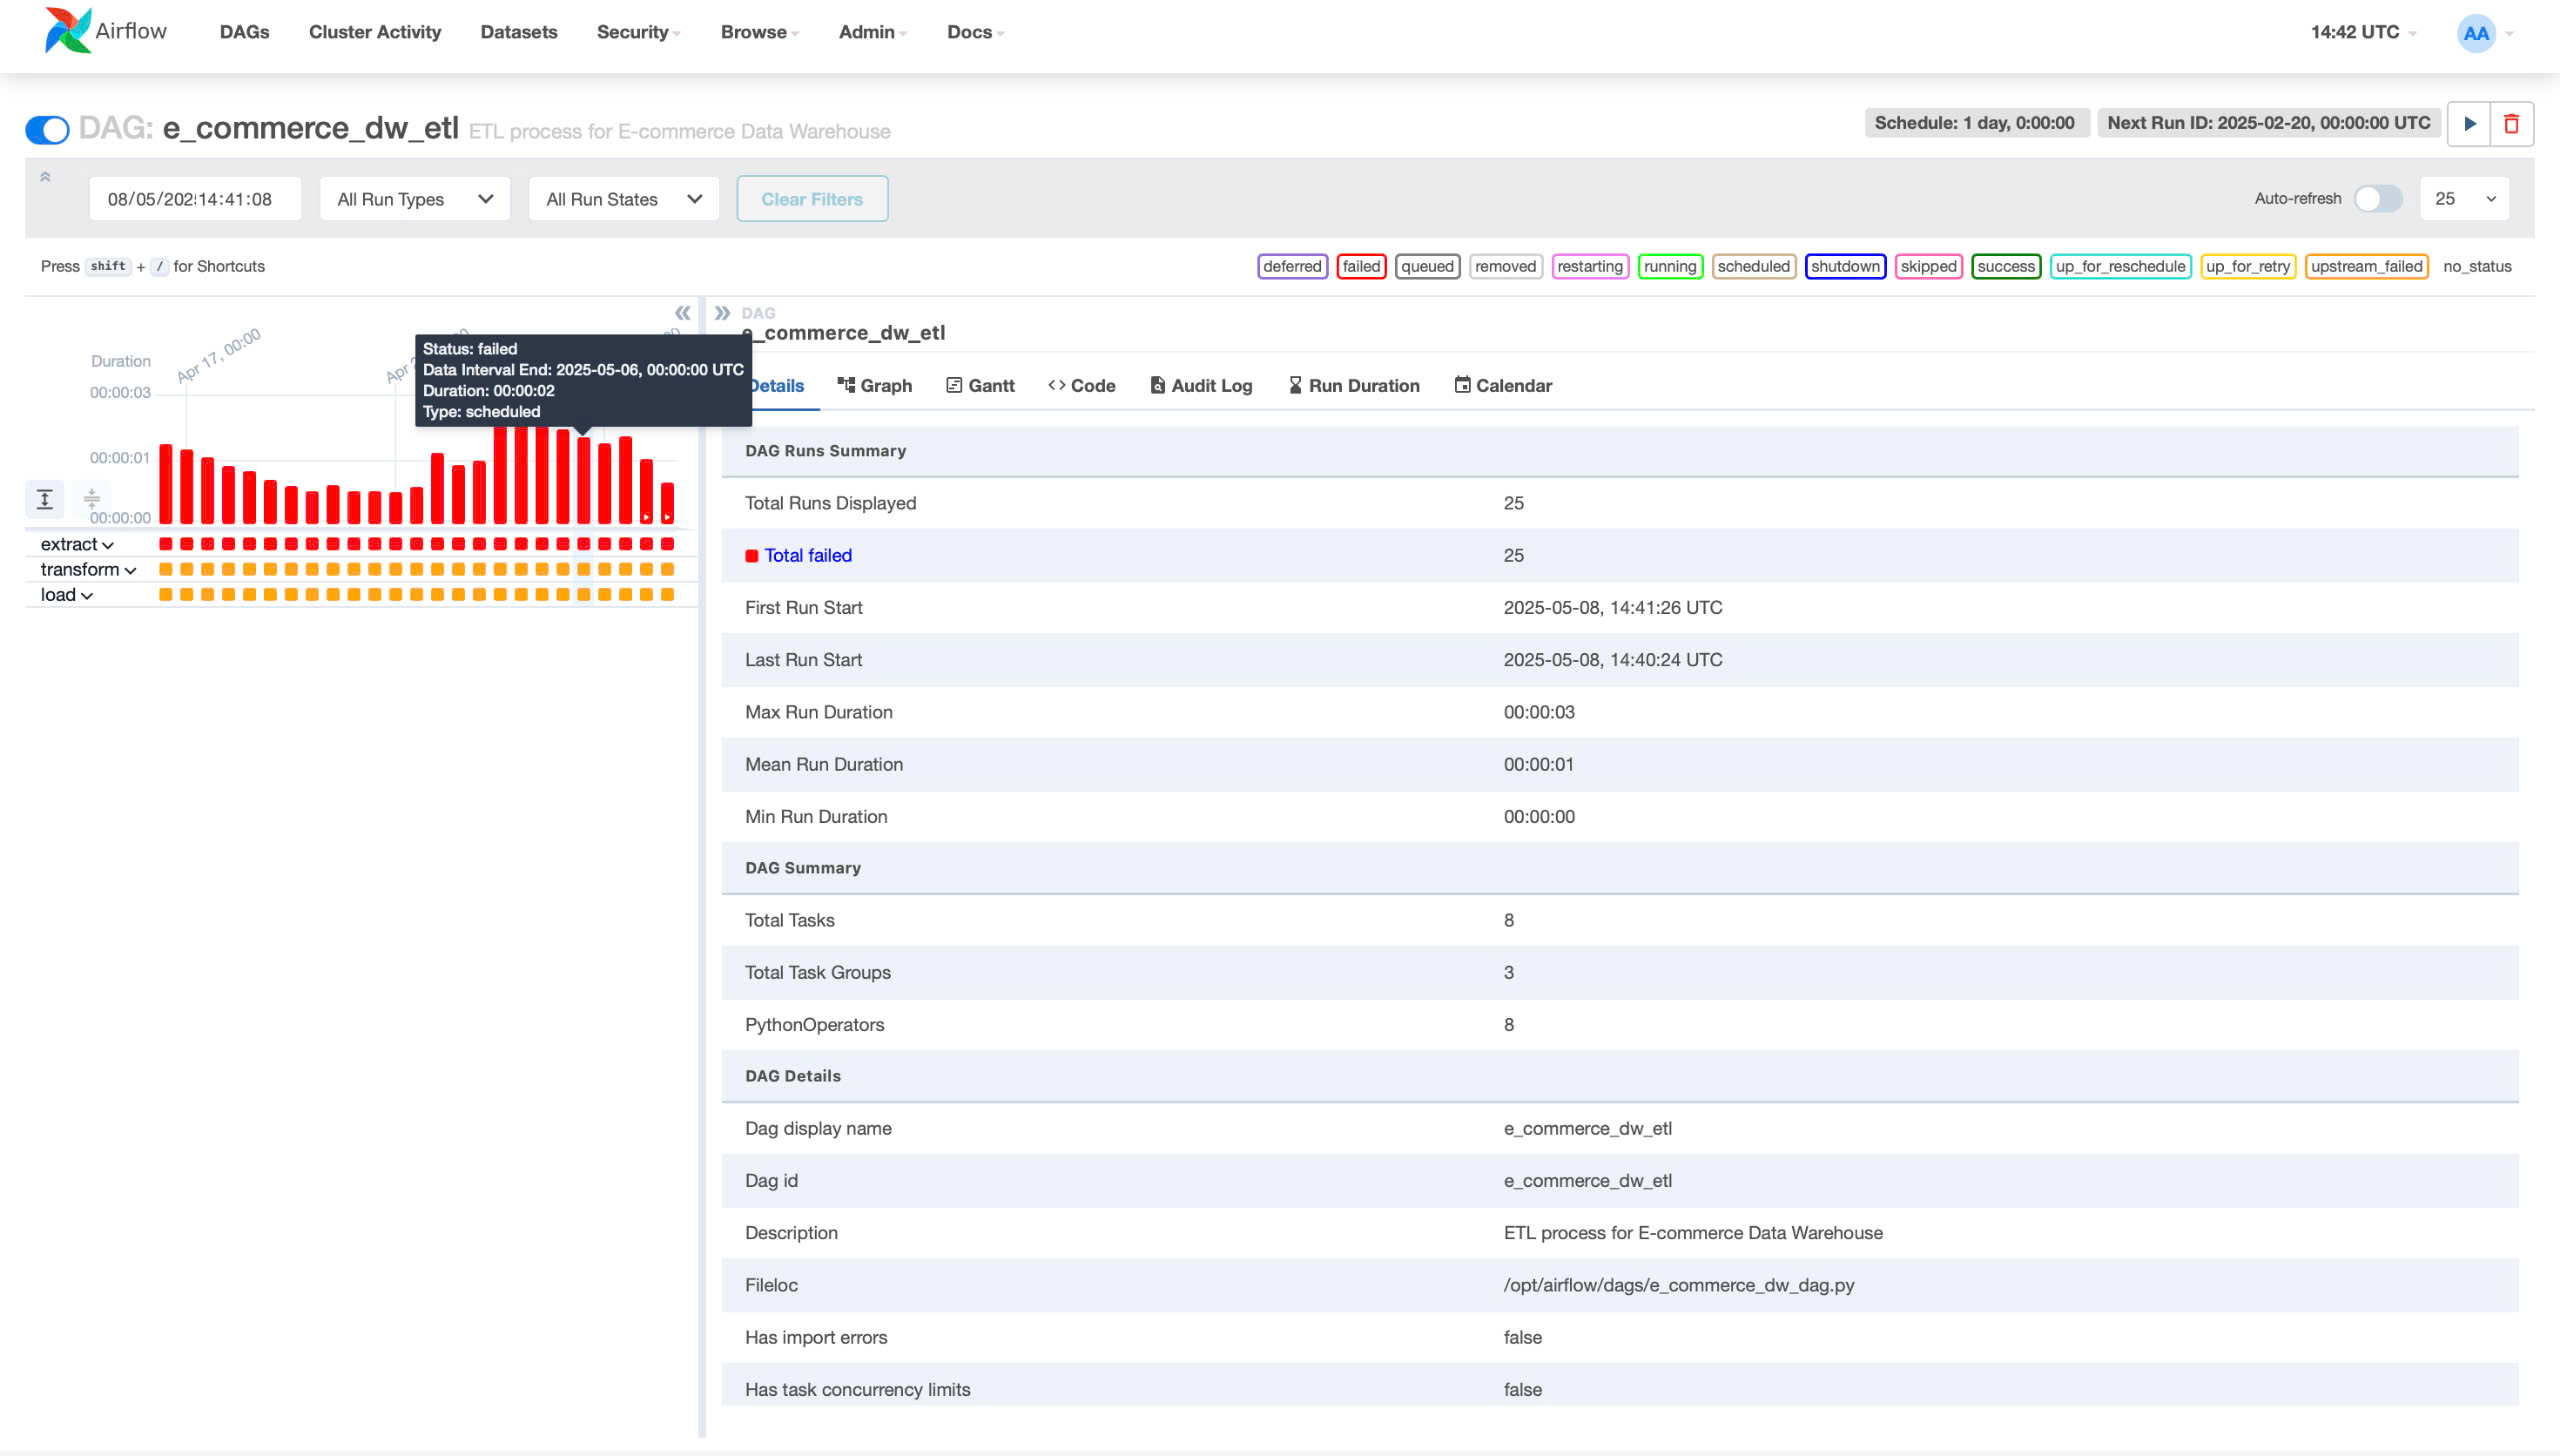 Airflow DAGs Cluster Activity Datasets Security Browse Admin Docs 14:42 UTC AA
DAG: e_commerce_dw_etl ETL process for E-commerce Data Warehouse Schedule: 1 day, 0:00:00 Next Run ID: 2025-02-20, 00:00:00 UTC
08/05/202 14:41:08 All Run Types All Run States Clear Filters Auto-refresh 25
Press shift + / for Shortcuts deferred failed queued removed restarting running scheduled shutdown skipped success up_for_reschedule up_for_retry upstream_failed no_status
Duration
Apr 17, 00:00
Apr
00:00:03
00:00:01
00:00:00
Status: failed
Data Interval End: 2025-05-06, 00:00:00 UTC
Duration: 00:00:02
Type: scheduled
extract
transform
load
DAG
e_commerce_dw_etl
Details Graph Gantt Code Audit Log Run Duration Calendar
DAG Runs Summary
Total Runs Displayed 25
Total failed 25
First Run Start 2025-05-08, 14:41:26 UTC
Last Run Start 2025-05-08, 14:40:24 UTC
Max Run Duration 00:00:03
Mean Run Duration 00:00:01
Min Run Duration 00:00:00
DAG Summary
Total Tasks 8
Total Task Groups 3
PythonOperators 8
DAG Details
Dag display name e_commerce_dw_etl
Dag id e_commerce_dw_etl
Description ETL process for E-commerce Data Warehouse
Fileloc /opt/airflow/dags/e_commerce_dw_dag.py
Has import errors false
Has task concurrency limits false